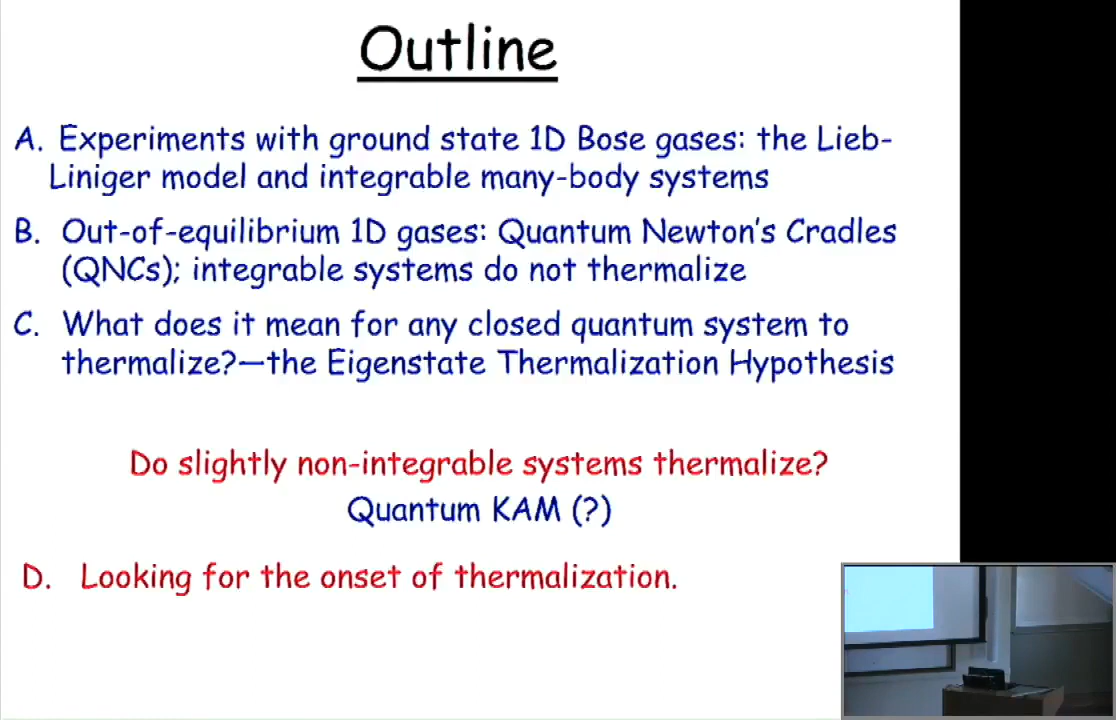 Outline
A. Experiments with ground state 1D Bose gases: the Lieb-
Liniger model and integrable many-body systems
B. Out-of-equilibrium 1D gases: Quantum Newton's Cradles
(QNCs); integrable systems do not thermalize
C. What does it mean for any closed quantum system to
thermalize?—the Eigenstate Thermalization Hypothesis
Do slightly non-integrable systems thermalize?
Quantum KAM (?)
D. Looking for the onset of thermalization.